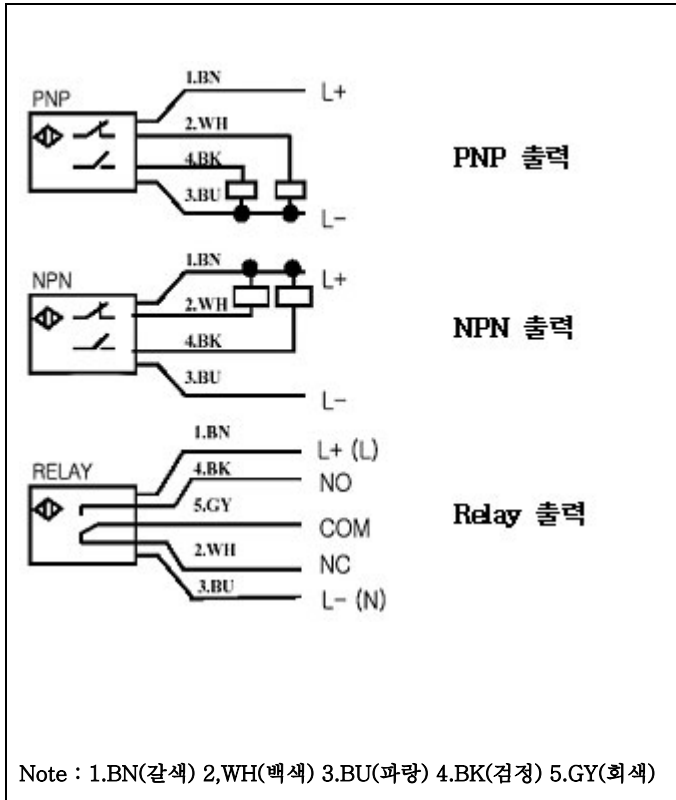 1.BN
L+
PNP
2.WH
4.BK
PNP 출력
3.BU
L-
1.BN
L+
NPN
2.WH
NPN 출력
4.BK
3.BU
L-
1.BN
L+ (L)
RELAY
4.BK
NO
5.GY
COM
Relay 출력
2.WH
NC
3.BU
L- (N)
Note : 1.BN(갈색) 2,WH(백색) 3.BU(파랑) 4.BK(검정) 5.GY(회색)